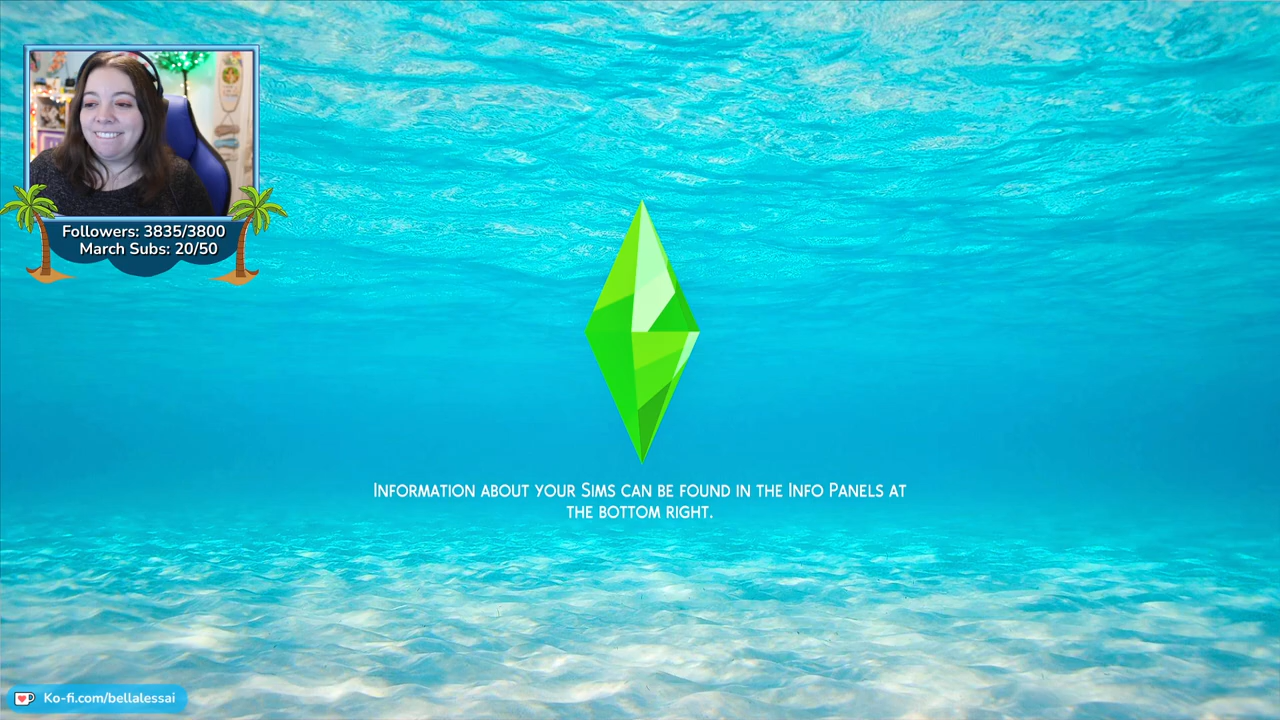 Followers: 3835/3800
March Subs: 20/50
Information about your Sims can be found in the Info Panels at
the bottom right.
Ko-fi.com/bellalessai